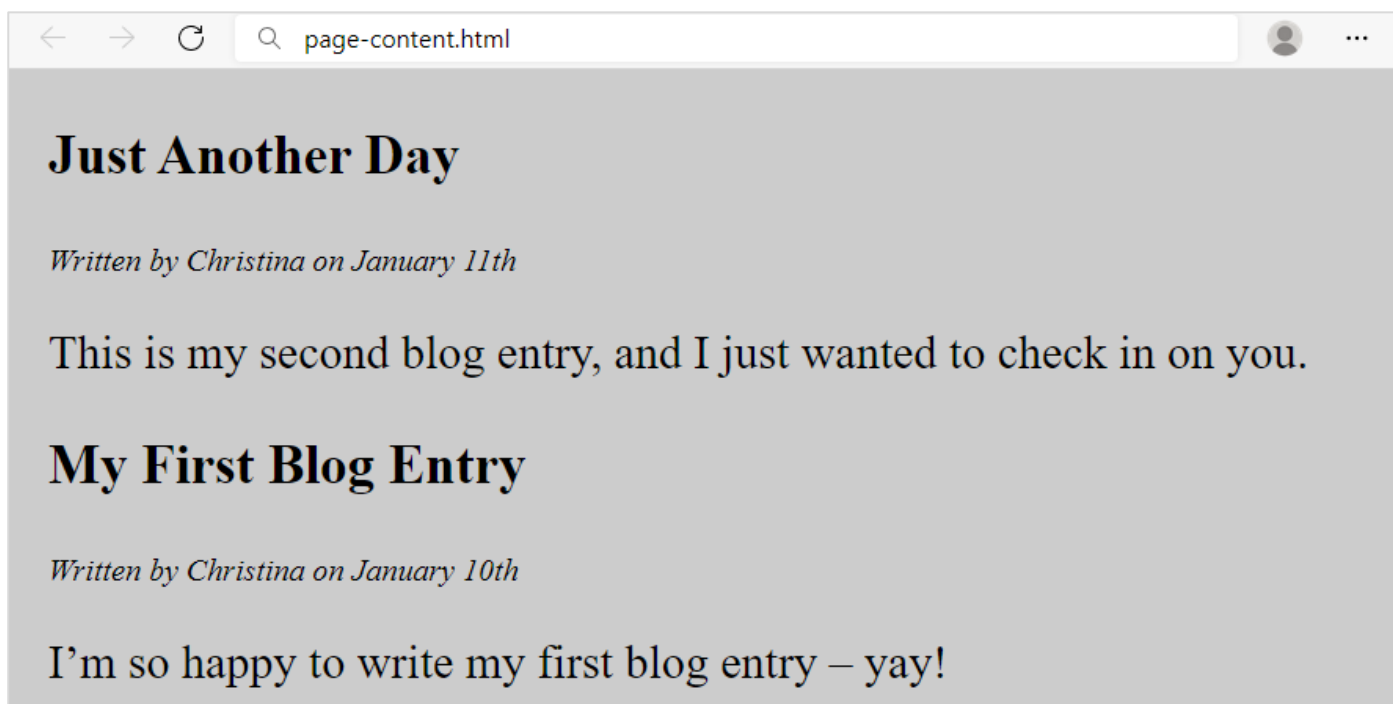 page-content.html
Just Another Day
Written by Christina on January 11th
This is my second blog entry, and I just wanted to check in on you.
My First Blog Entry
Written by Christina on January 10th
I’m so happy to write my first blog entry – yay!